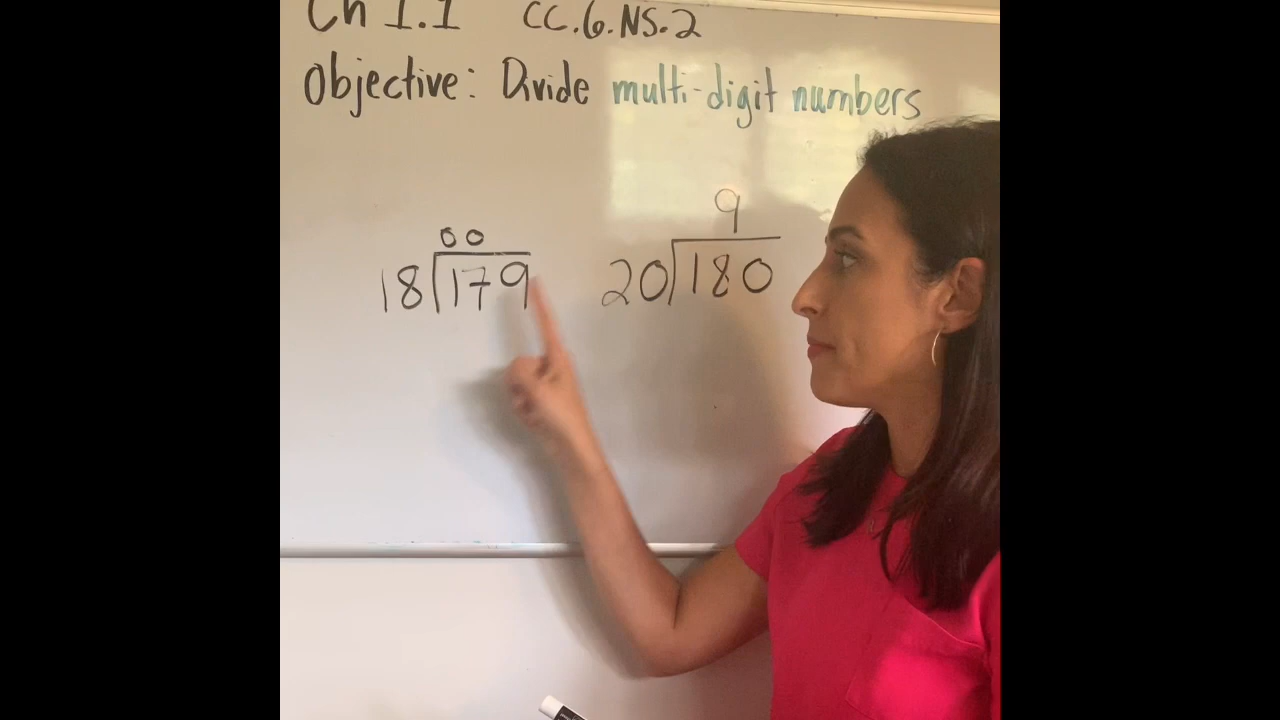 Ch 1.1 CC.6.NS.2
Objective: Divide multi-digit numbers
00
18 179
9
20 180